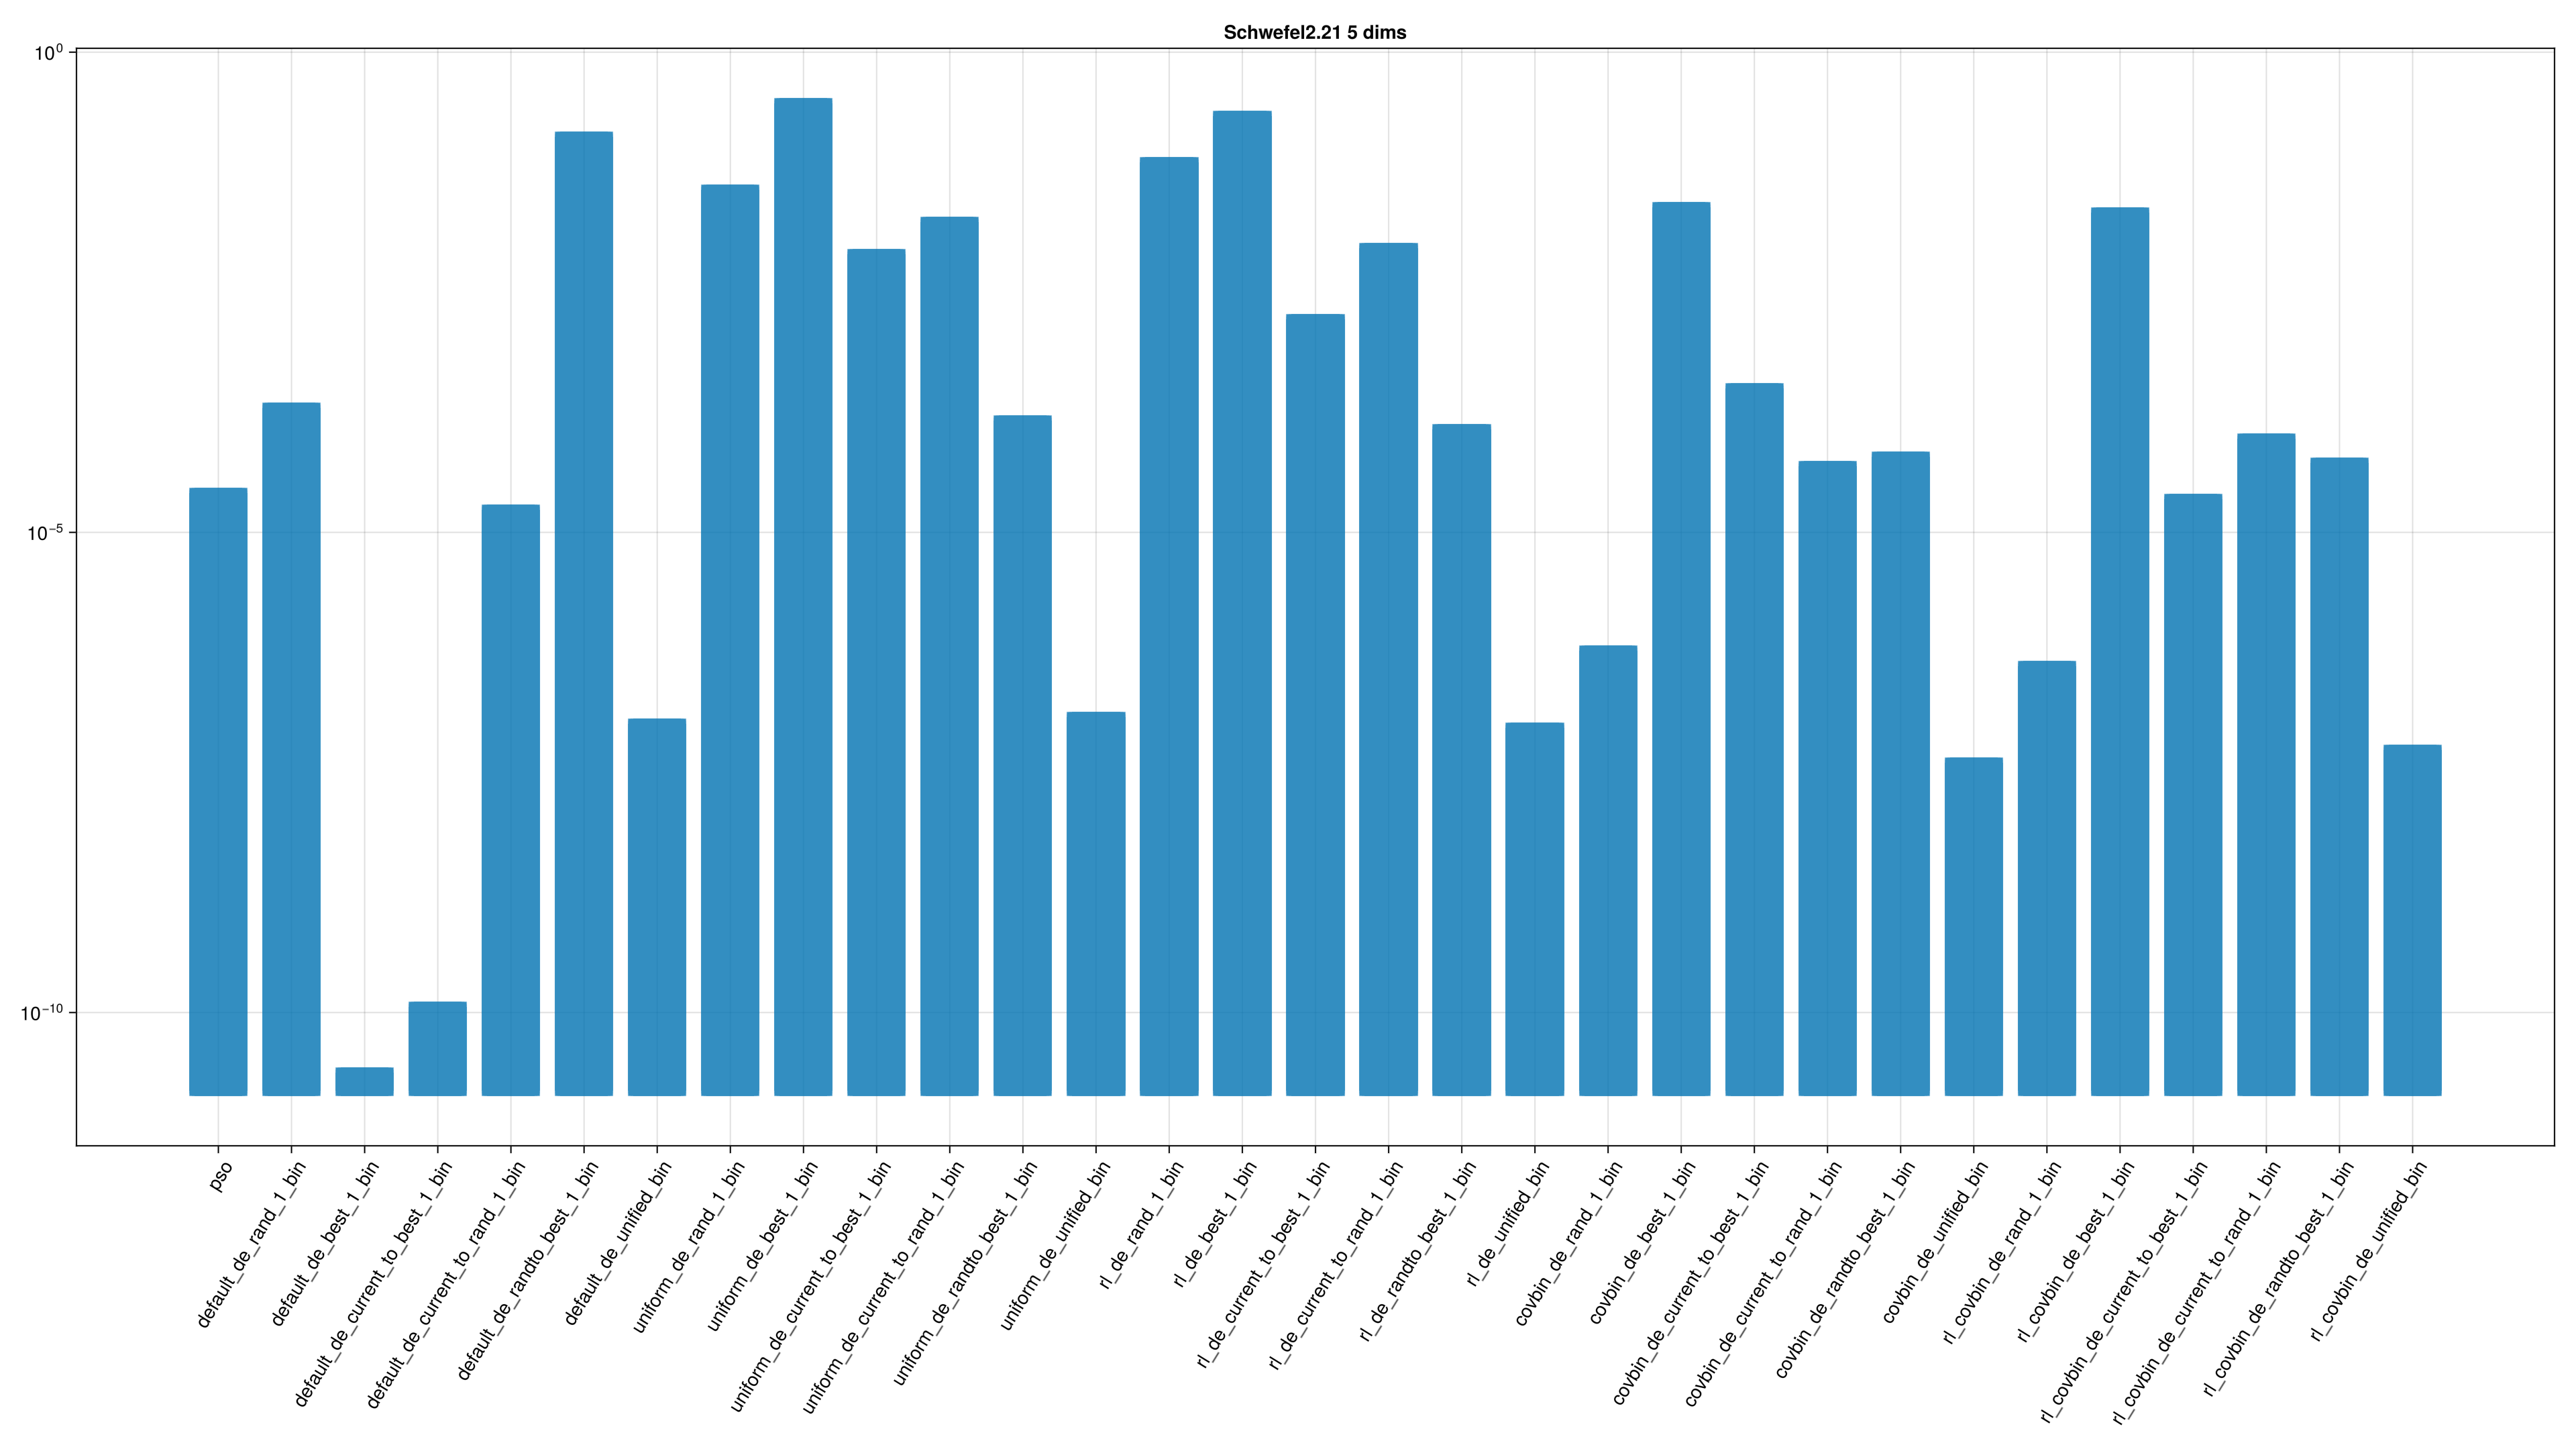 Schwefel2.21 5 dims
10⁰
10⁻⁵
10⁻¹⁰
pso
default_de_rand_1_bin
default_de_best_1_bin
default_de_current_to_best_1_bin
default_de_current_to_rand_1_bin
default_de_randto_best_1_bin
default_de_unified_bin
uniform_de_rand_1_bin
uniform_de_best_1_bin
uniform_de_current_to_best_1_bin
uniform_de_current_to_rand_1_bin
uniform_de_randto_best_1_bin
uniform_de_unified_bin
rl_de_rand_1_bin
rl_de_best_1_bin
rl_de_current_to_best_1_bin
rl_de_current_to_rand_1_bin
rl_de_randto_best_1_bin
rl_de_unified_bin
covbin_de_rand_1_bin
covbin_de_best_1_bin
covbin_de_current_to_best_1_bin
covbin_de_current_to_rand_1_bin
covbin_de_randto_best_1_bin
covbin_de_unified_bin
rl_covbin_de_rand_1_bin
rl_covbin_de_best_1_bin
rl_covbin_de_current_to_best_1_bin
rl_covbin_de_current_to_rand_1_bin
rl_covbin_de_randto_best_1_bin
rl_covbin_de_unified_bin